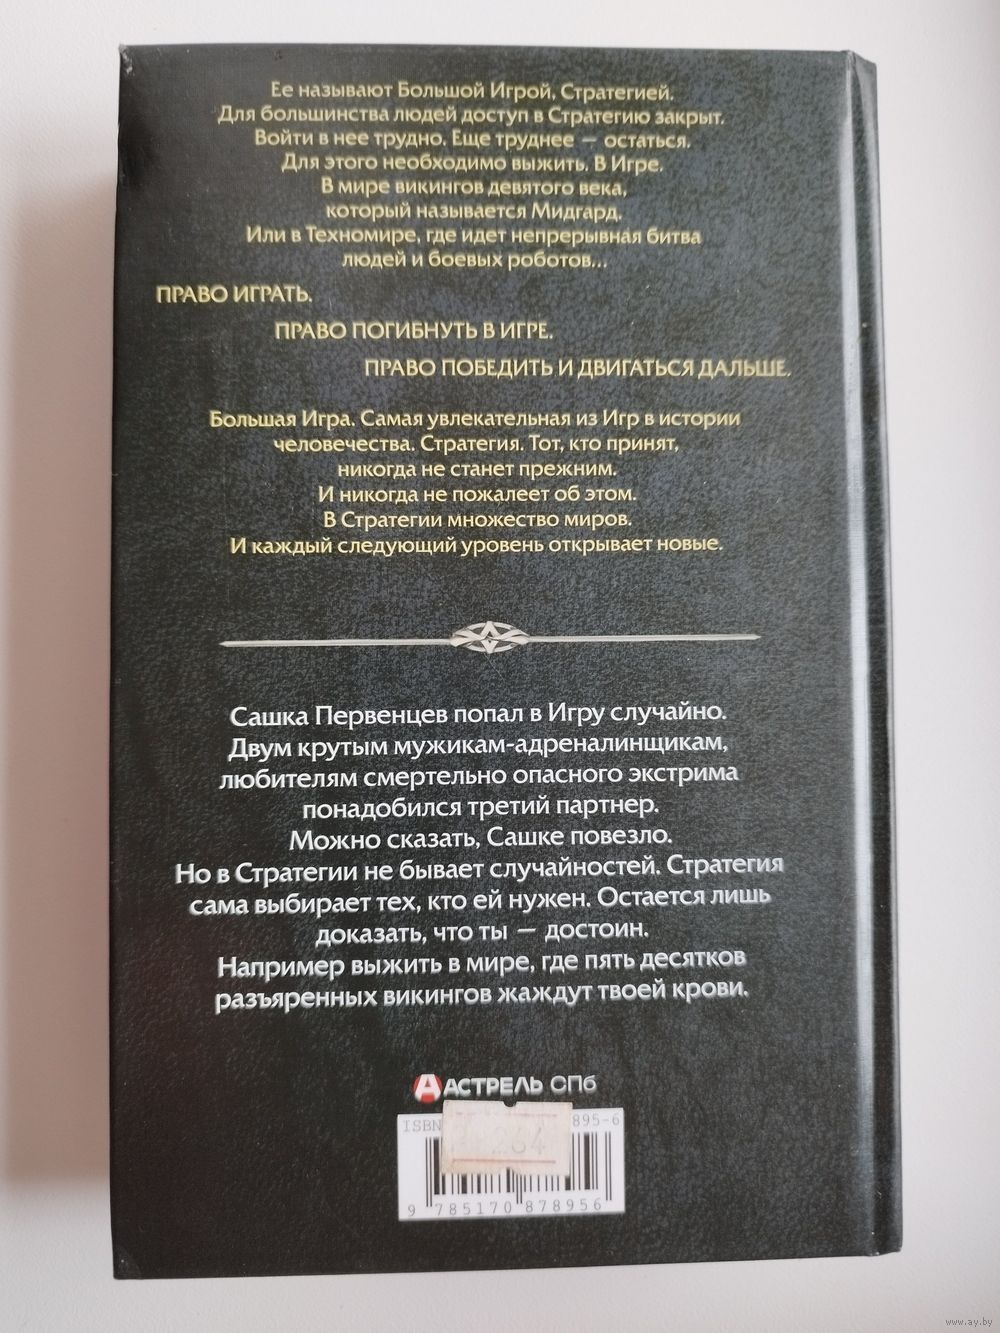 Ее называют Большой Игрой, Стратегией.
Для большинства людей доступ в Стратегию закрыт.
Войти в нее трудно. Еще труднее — остаться.
Для этого необходимо выжить. В Игре.
В мире викингов девятого века,
который называется Мидгард.
Или в Техномире, где идет непрерывная битва
людей и боевых роботов...
ПРАВО ИГРАТЬ.
ПРАВО ПОГИБНУТЬ В ИГРЕ.
ПРАВО ПОБЕДИТЬ И ДВИГАТЬСЯ ДАЛЬШЕ.
Большая Игра. Самая увлекательная из Игр в истории
человечества. Стратегия. Тот, кто принят,
никогда не станет прежним.
И никогда не пожалеет об этом.
В Стратегии множество миров.
И каждый следующий уровень открывает новые.
Сашка Первенцев попал в Игру случайно.
Двум крутым мужикам-адреналинщикам,
любителям смертельно опасного экстрима
понадобился третий партнер.
Можно сказать, Сашке повезло.
Но в Стратегии не бывает случайностей. Стратегия
сама выбирает тех, кто ей нужен. Остается лишь
доказать, что ты — достоин.
Например выжить в мире, где пять десятков
разъяренных викингов жаждут твоей крови.
АСТРЕЛЬ СПб
ISBN 895-6
264
9 785170 878956
www.ay.by